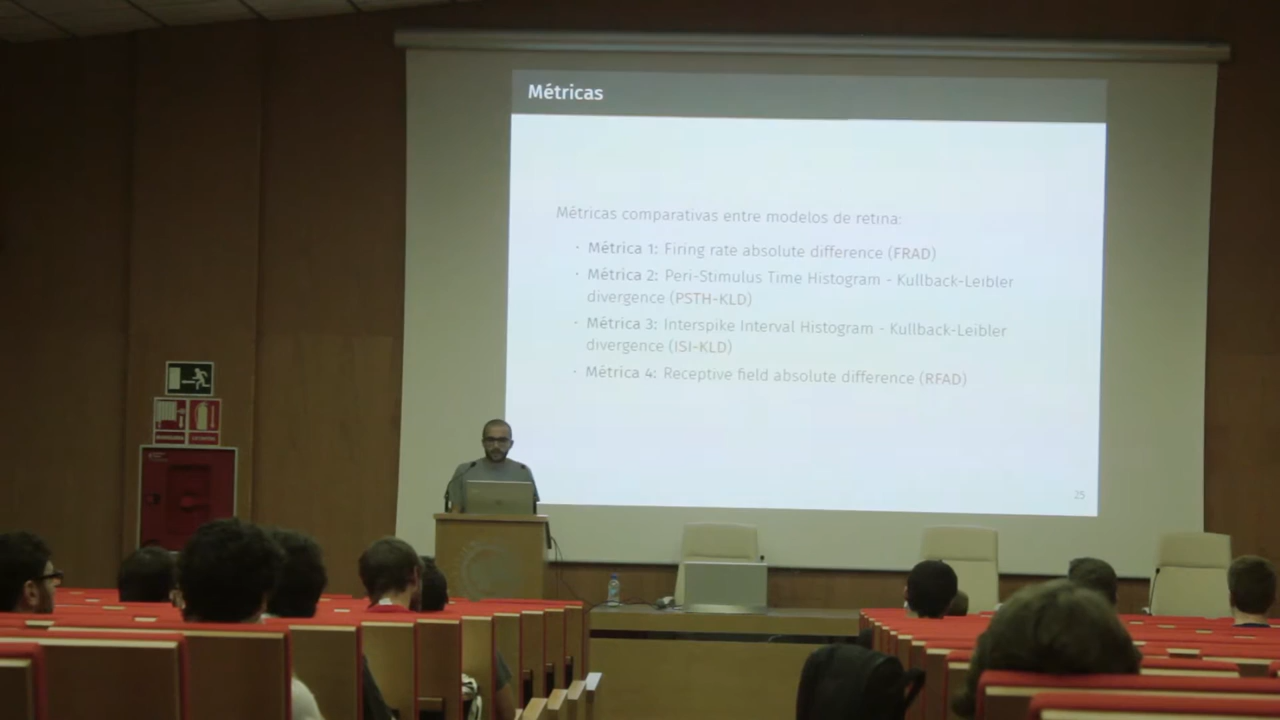 Métricas
Métricas comparativas entre modelos de retina:
· Métrica 1: Firing rate absolute difference (FRAD)
· Métrica 2: Peri-Stimulus Time Histogram - Kullback-Leibler
divergence (PSTH-KLD)
· Métrica 3: Interspike Interval Histogram - Kullback-Leibler
divergence (ISI-KLD)
· Métrica 4: Receptive field absolute difference (RFAD)
25